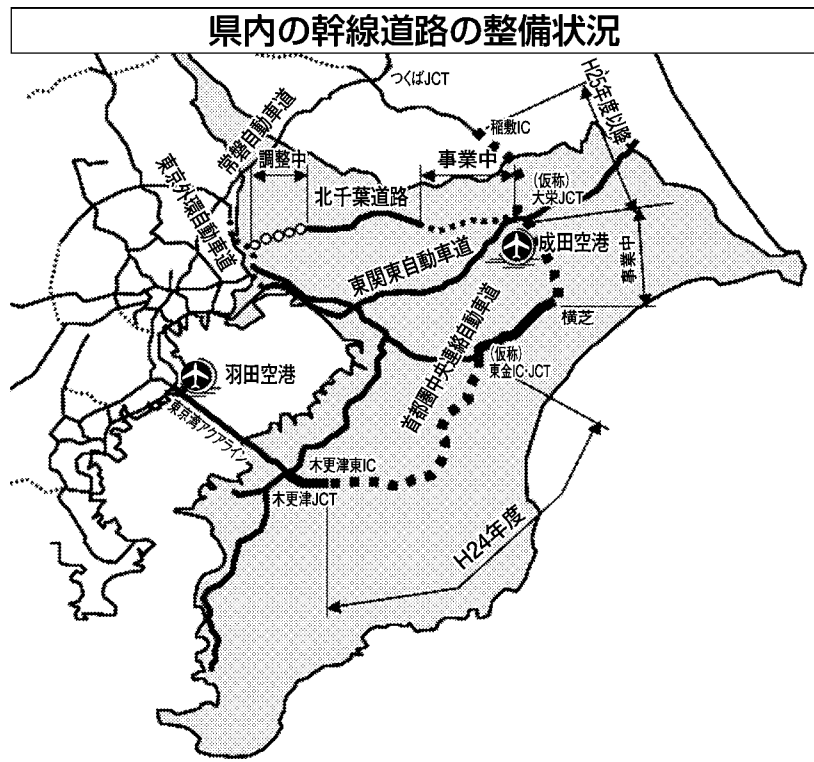 県内の幹線道路の整備状況
つくばJCT
稲敷IC
H25年度以降
常磐自動車道
東京外環自動車道
調整中
事業中
北千葉道路
(仮称)
大栄JCT
成田空港
東関東自動車道
事業中
横芝
首都圏中央連絡自動車道
(仮称)
東金IC・JCT
羽田空港
東京湾アクアライン
木更津東IC
木更津JCT
H24年度